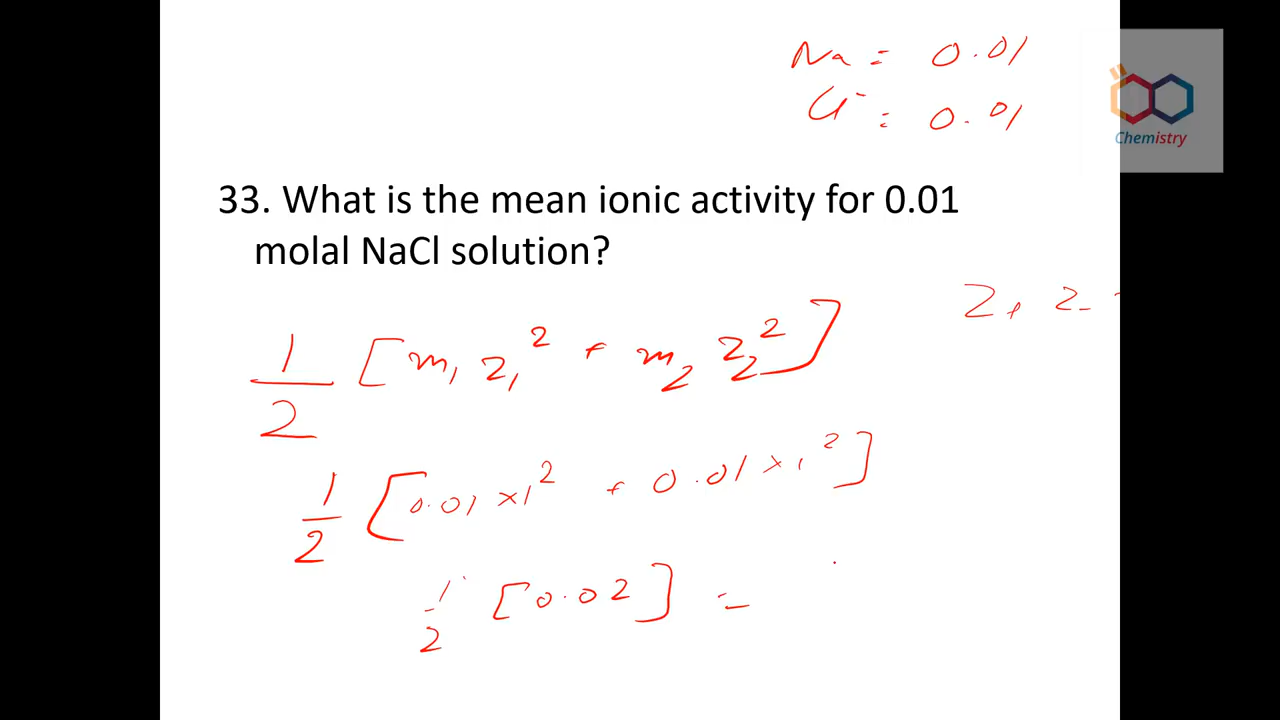 Na = 0.01
Cl⁻ = 0.01
Chemistry
33. What is the mean ionic activity for 0.01
molal NaCl solution?
Z+ Z-
1/2 [m₁ z₁² + m₂ z₂²]
1/2 [0.01 × 1² + 0.01 × 1²]
1/2 [0.02] =